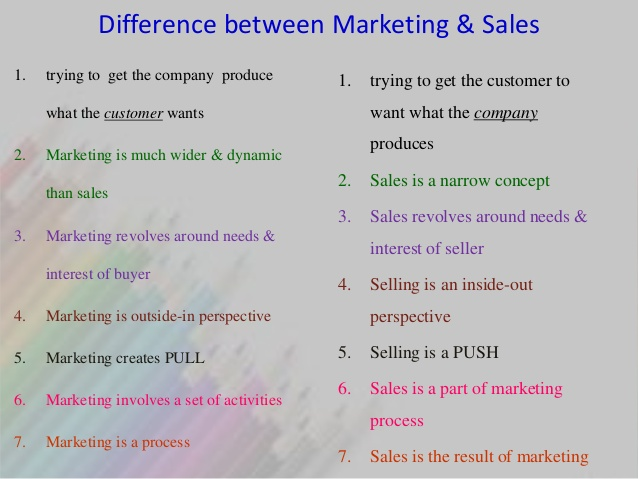 Difference between Marketing & Sales
1. trying to get the company produce
what the customer wants
2. Marketing is much wider & dynamic
than sales
3. Marketing revolves around needs &
interest of buyer
4. Marketing is outside-in perspective
5. Marketing creates PULL
6. Marketing involves a set of activities
7. Marketing is a process
1. trying to get the customer to
want what the company
produces
2. Sales is a narrow concept
3. Sales revolves around needs &
interest of seller
4. Selling is an inside-out
perspective
5. Selling is a PUSH
6. Sales is a part of marketing
process
7. Sales is the result of marketing